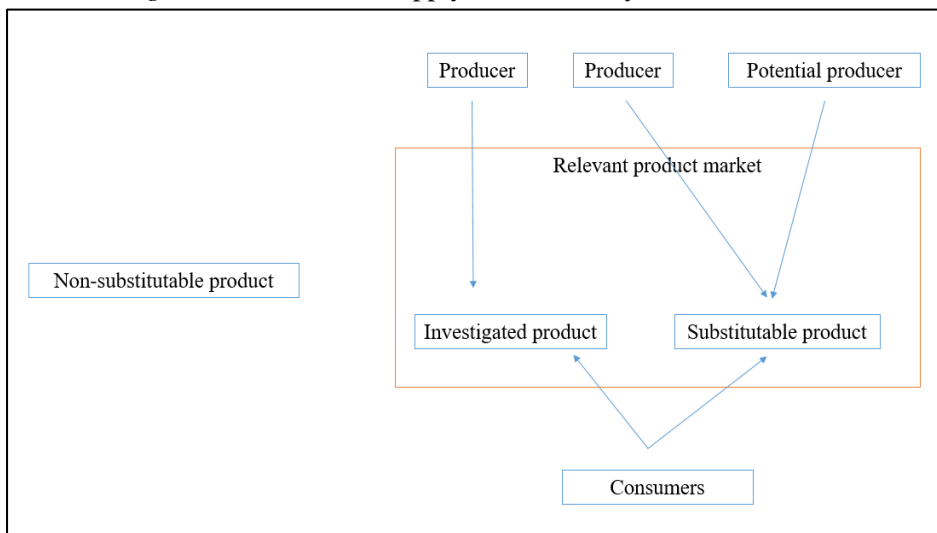 Producer
Producer
Potential producer
Relevant product market
Non-substitutable product
Investigated product
Substitutable product
Consumers